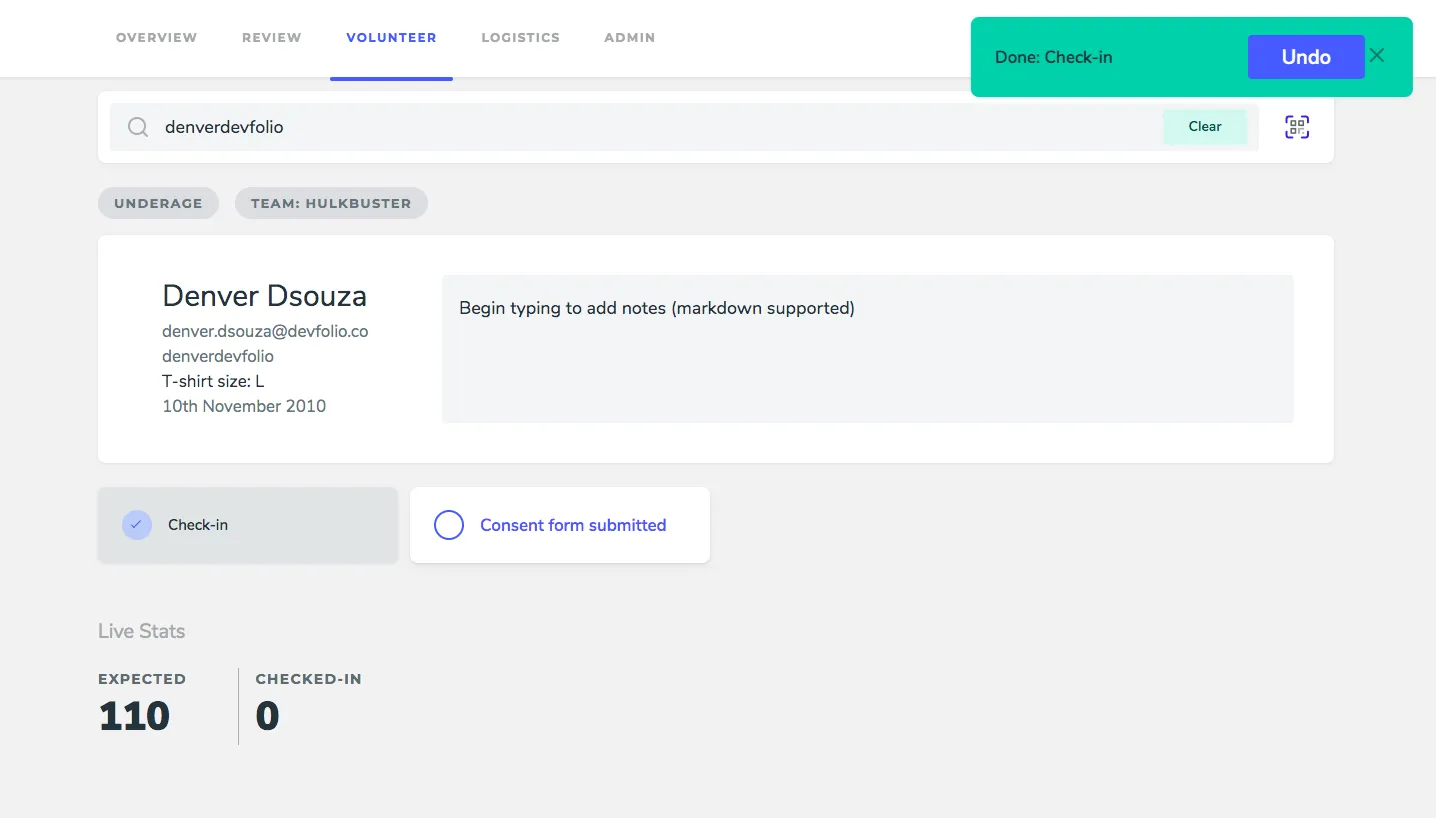 OVERVIEW REVIEW VOLUNTEER LOGISTICS ADMIN
Done: Check-in Undo
denverdevfolio Clear
UNDERAGE TEAM: HULKBUSTER
Denver Dsouza
denver.dsouza@devfolio.co
denverdevfolio
T-shirt size: L
10th November 2010
Begin typing to add notes (markdown supported)
Check-in Consent form submitted
Live Stats
EXPECTED CHECKED-IN
110 0